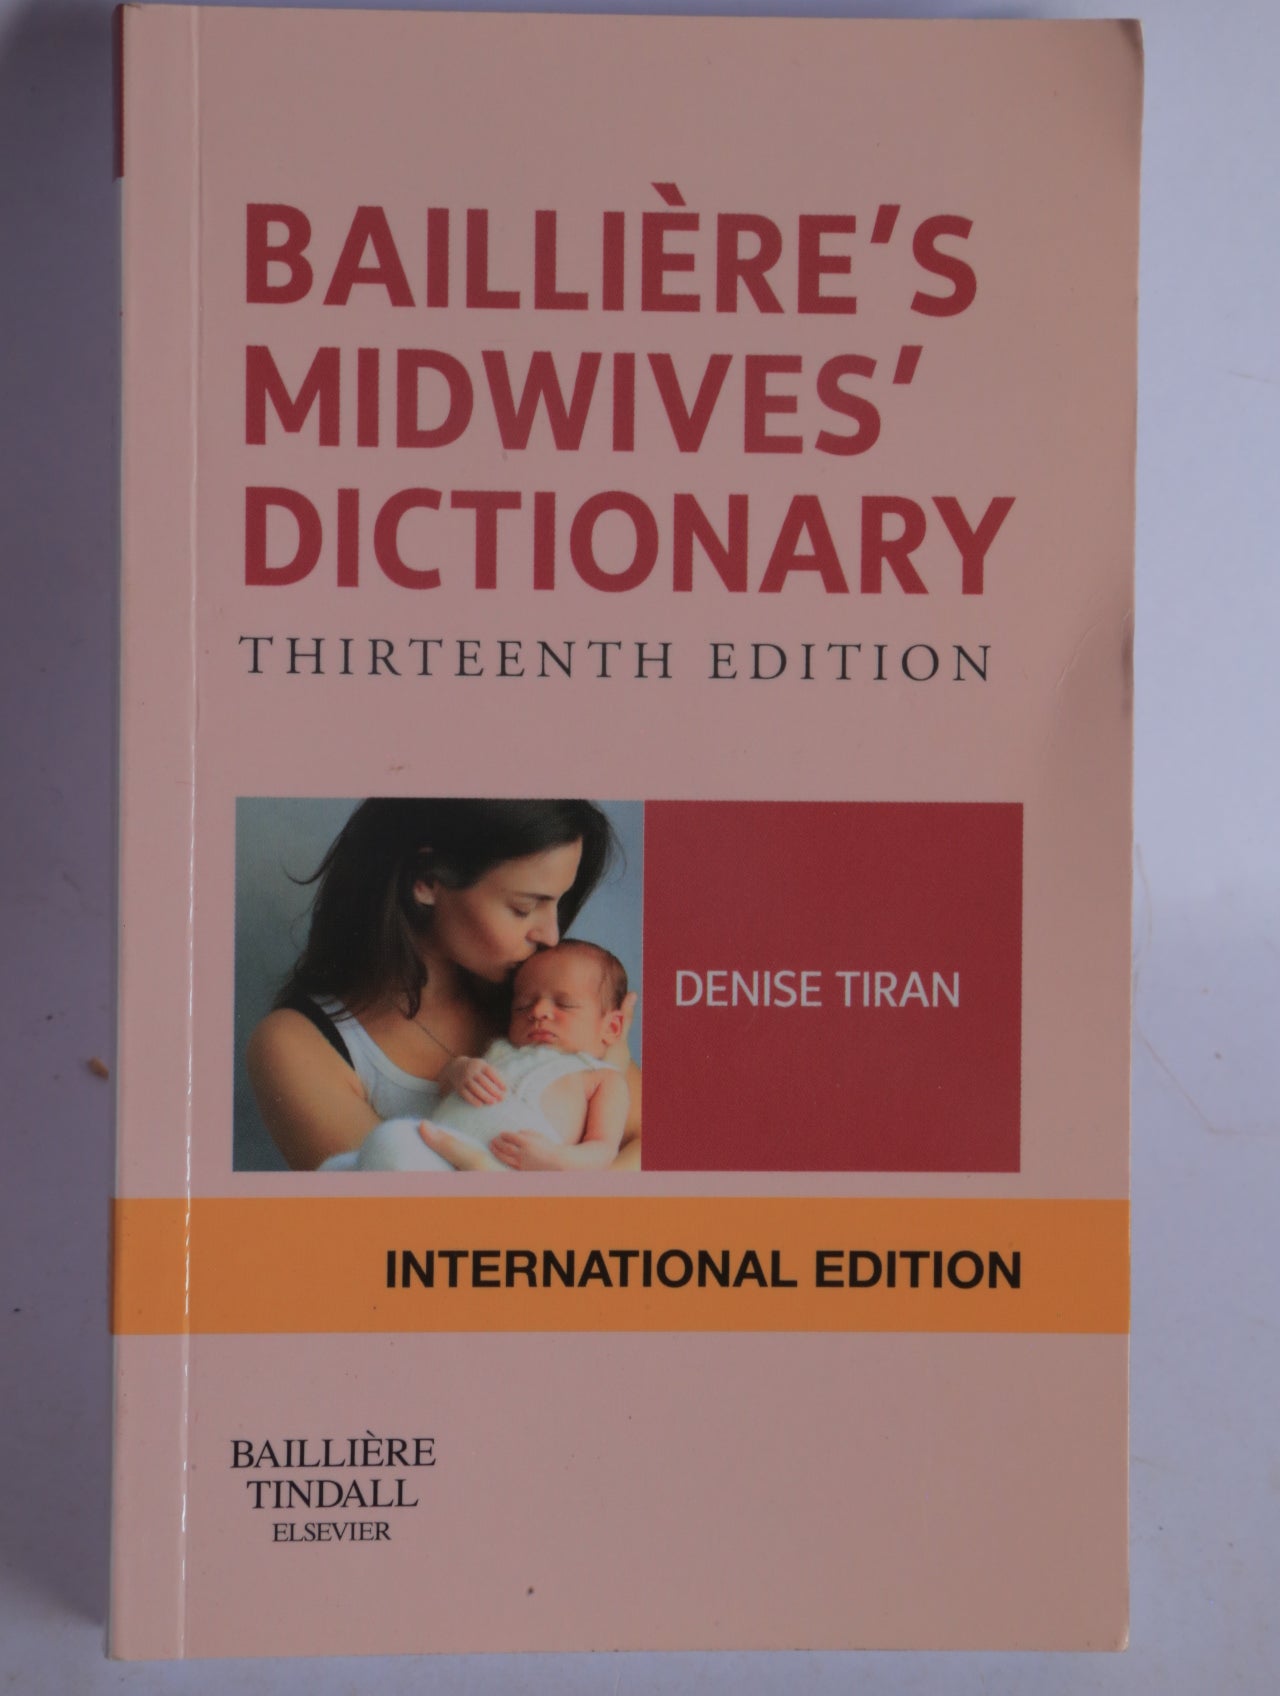 BAILLIÈRE'S
MIDWIVES'
DICTIONARY
THIRTEENTH EDITION
DENISE TIRAN
INTERNATIONAL EDITION
BAILLIÈRE
TINDALL
ELSEVIER